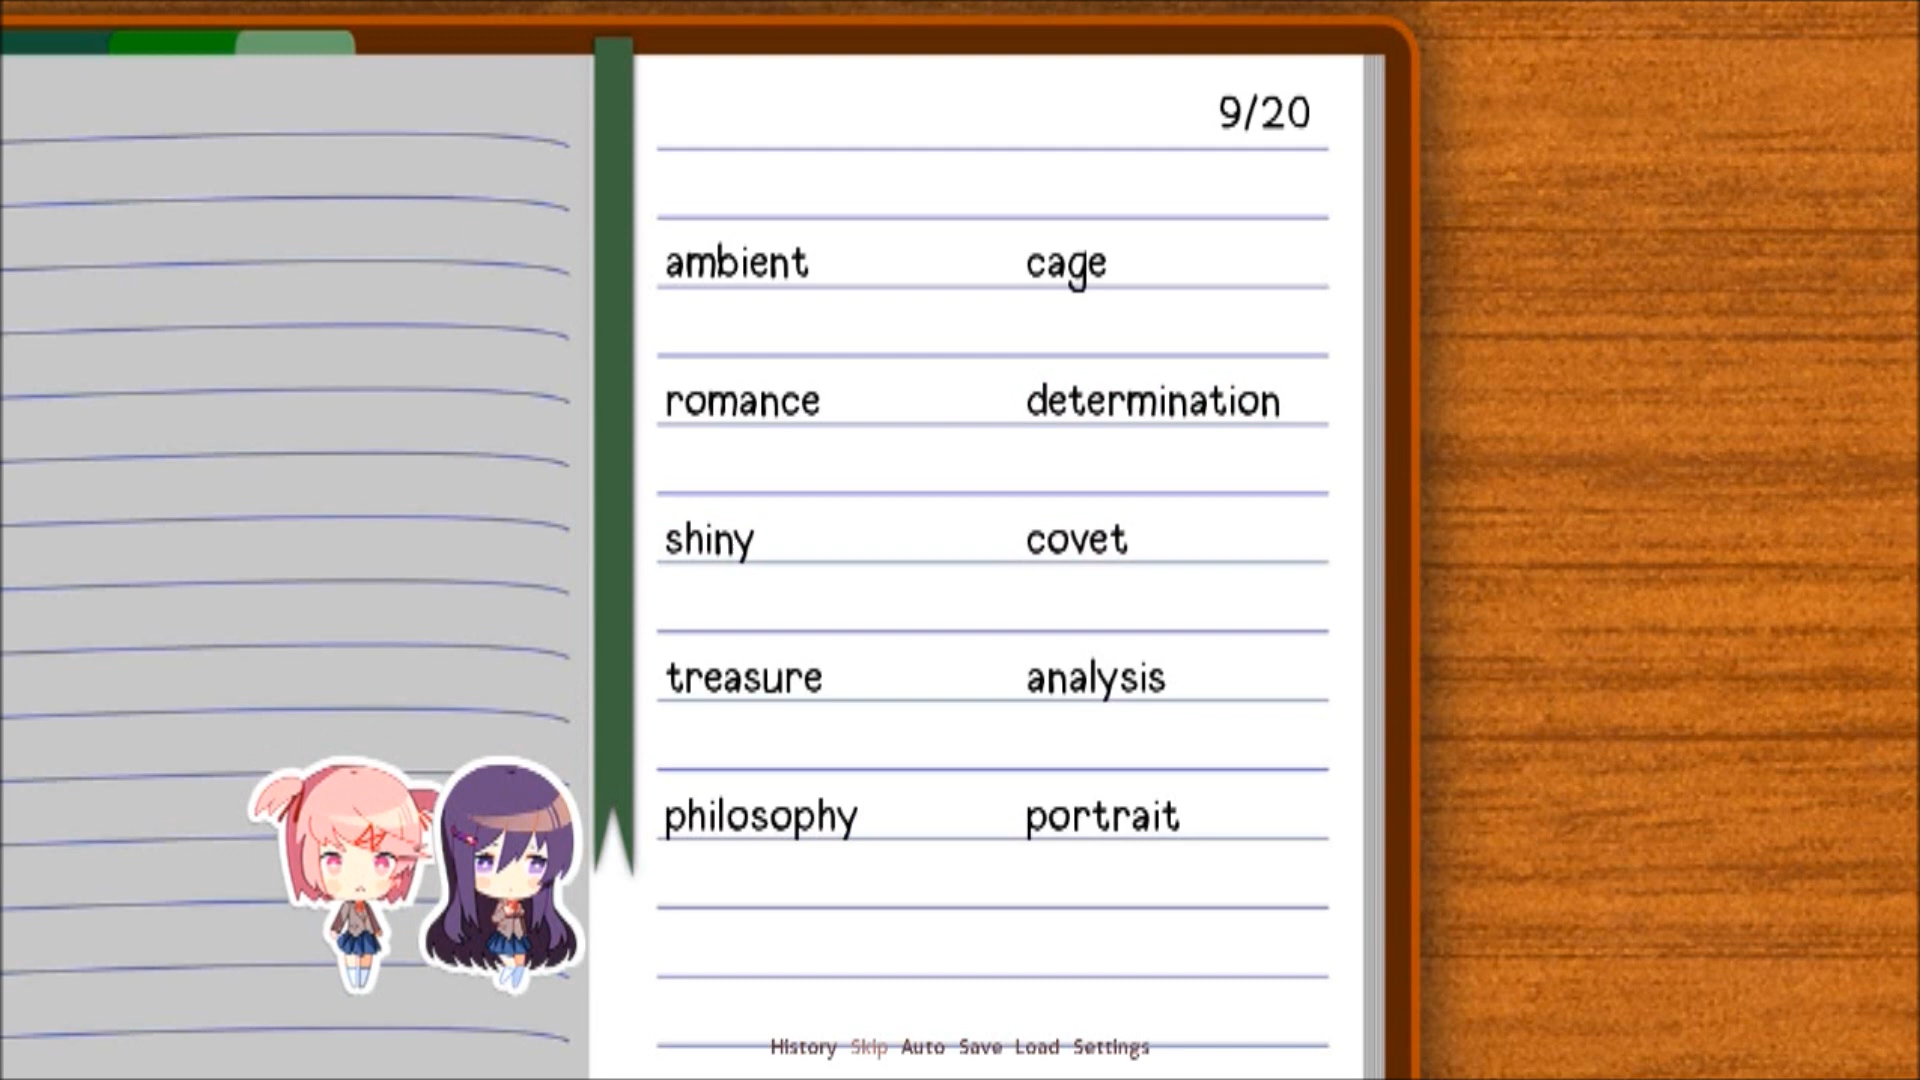 9/20
ambient cage
romance determination
shiny covet
treasure analysis
philosophy portrait
History Skip Auto Save Load Settings